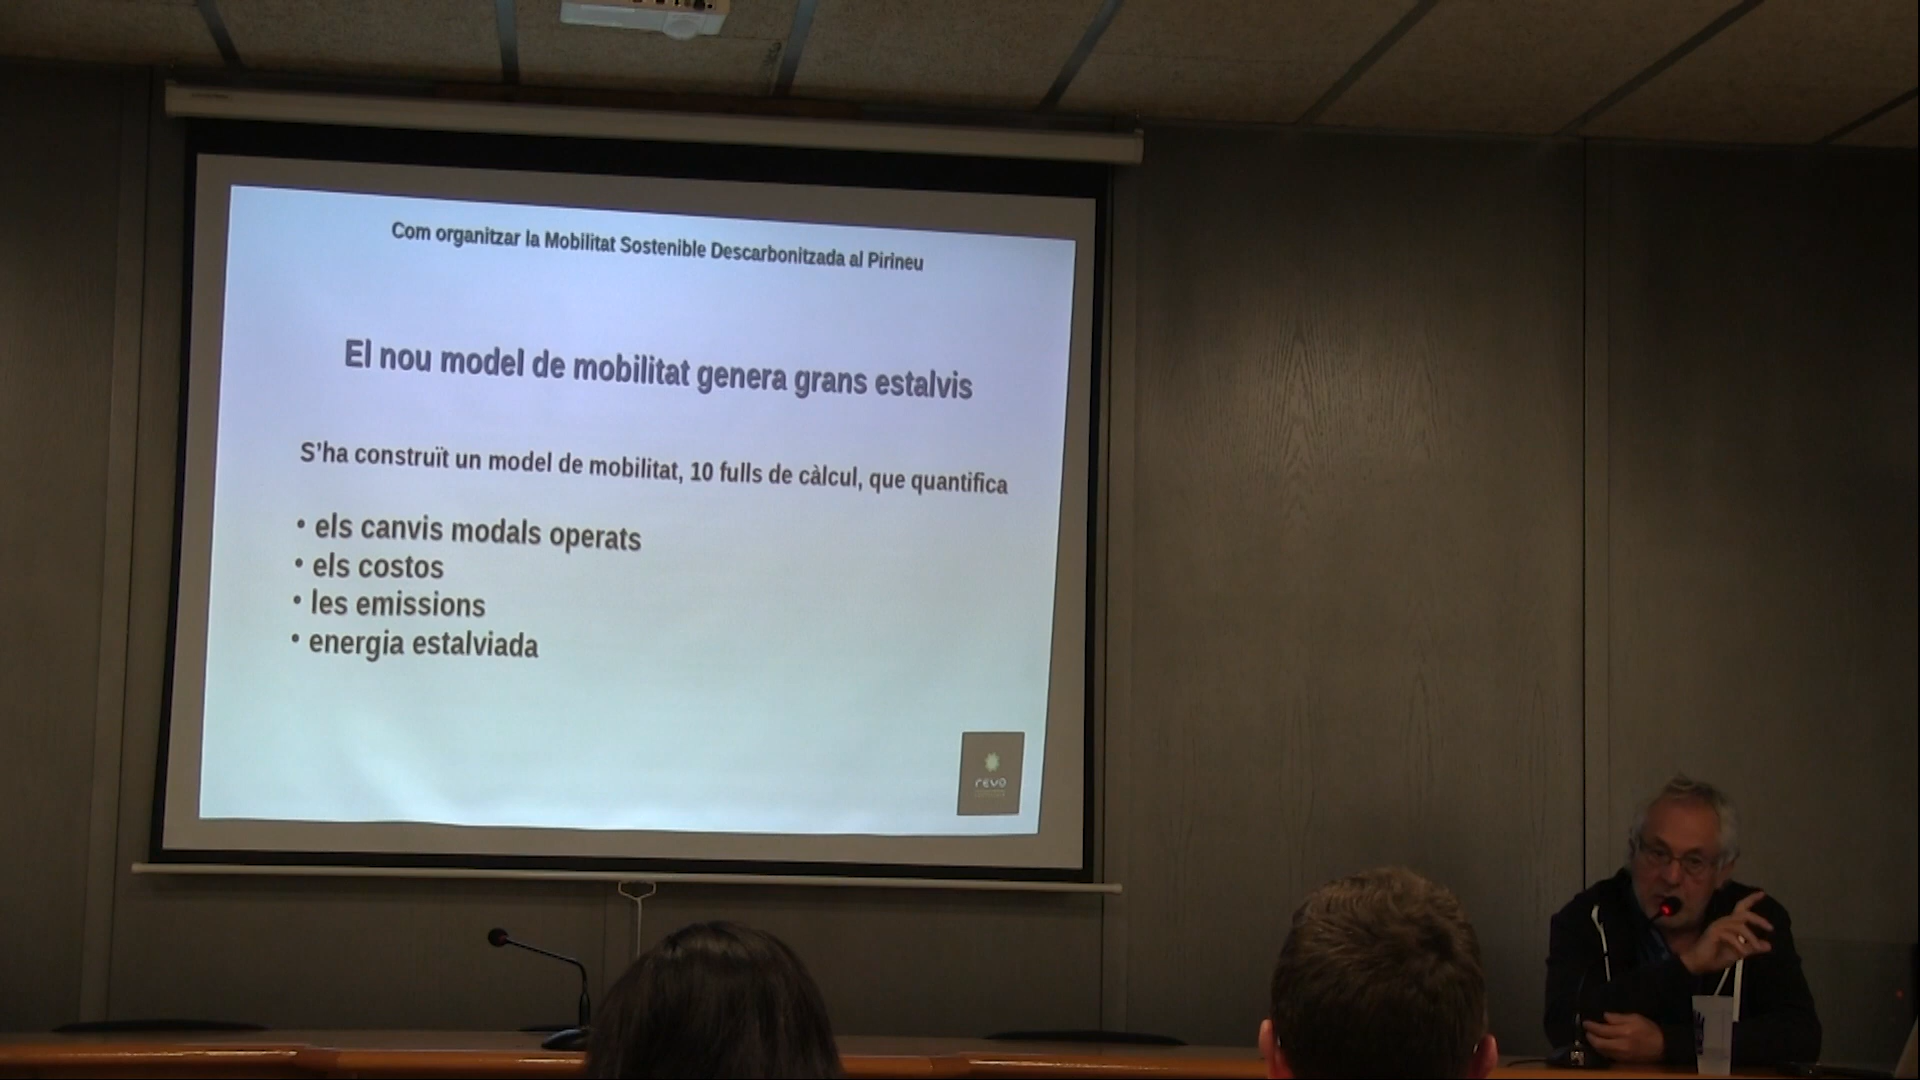 Com organitzar la Mobilitat Sostenible Descarbonitzada al Pirineu
El nou model de mobilitat genera grans estalvis
S'ha construït un model de mobilitat, 10 fulls de càlcul, que quantifica
• els canvis modals operats
• els costos
• les emissions
• energia estalviada
revo